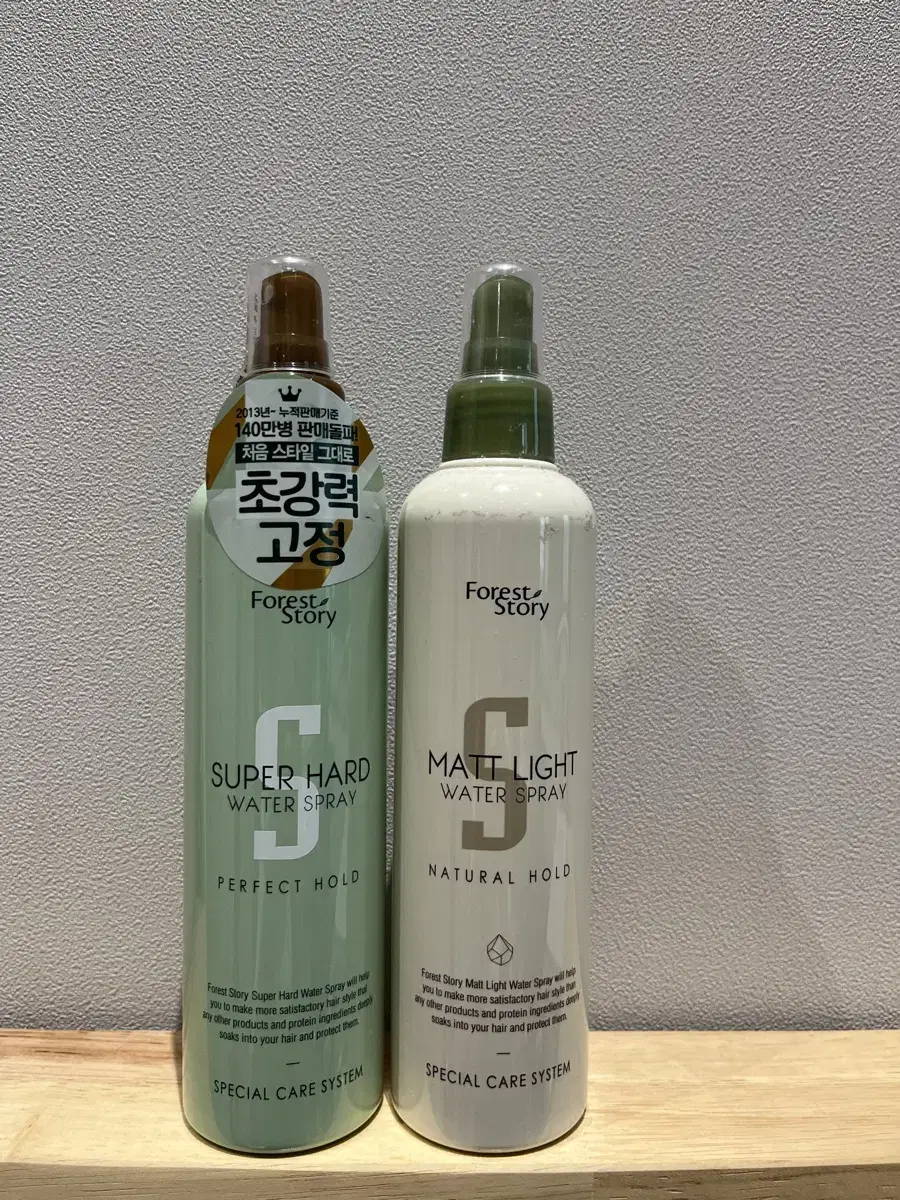 2013년~ 누적판매기준
140만병 판매돌파!
처음 스타일 그대로
초강력
고정
Forest
Story
S
SUPER HARD
WATER SPRAY
PERFECT HOLD
Forest Story Super Hard Water Spray will help
you to make more satisfactory hair style than
any other products and protein ingredients deeply
soaks into your hair and protect them.
SPECIAL CARE SYSTEM
Forest
Story
S
MATT LIGHT
WATER SPRAY
NATURAL HOLD
Forest Story Matt Light Water Spray will help
you to make more satisfactory hair style than
any other products and protein ingredients deeply
soaks into your hair and protect them.
SPECIAL CARE SYSTEM